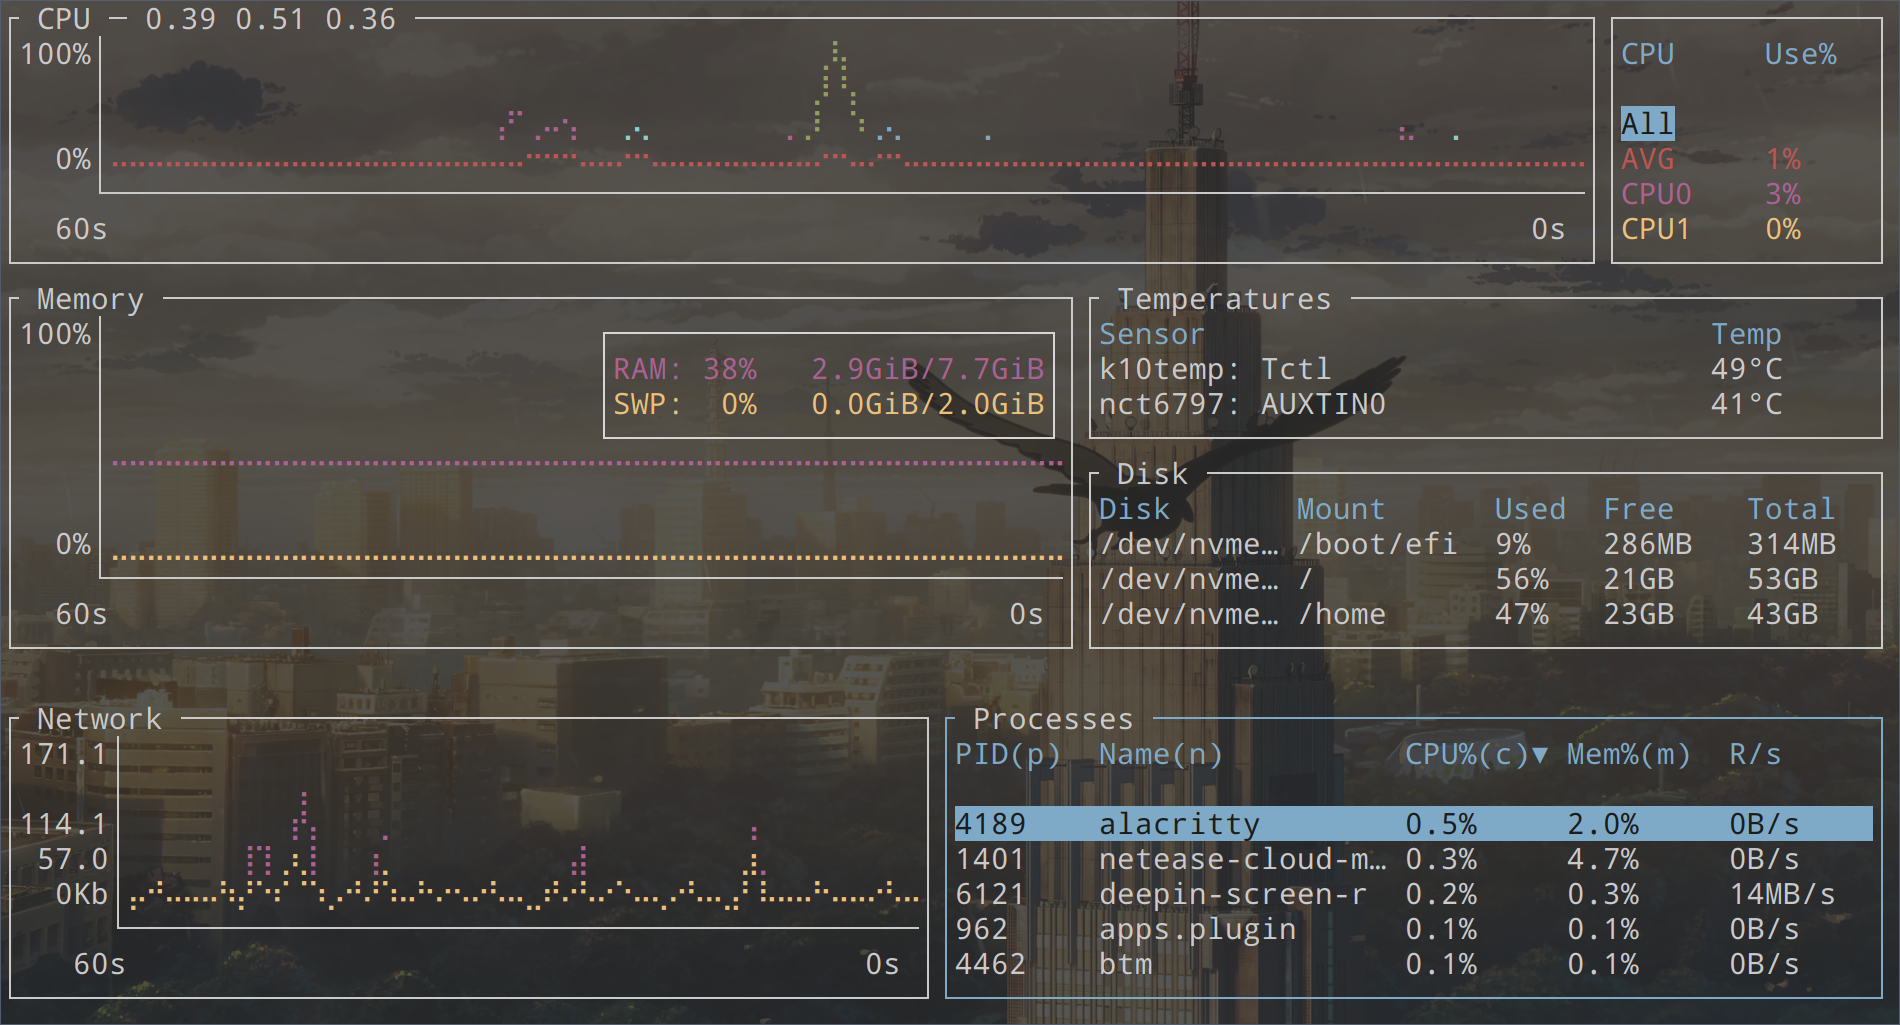 CPU 0.39 0.51 0.36
100%
0%
60s 0s
CPU Use%
All
AVG 1%
CPU0 3%
CPU1 0%
Memory
100%
RAM: 38% 2.9GiB/7.7GiB
SWP: 0% 0.0GiB/2.0GiB
0%
60s 0s
Temperatures
Sensor Temp
k10temp: Tctl 49°C
nct6797: AUXTIN0 41°C
Disk
Disk Mount Used Free Total
/dev/nvme… /boot/efi 9% 286MB 314MB
/dev/nvme… / 56% 21GB 53GB
/dev/nvme… /home 47% 23GB 43GB
Network
171.1
114.1
57.0
0Kb
60s 0s
Processes
PID(p) Name(n) CPU%(c)▼ Mem%(m) R/s
4189 alacritty 0.5% 2.0% 0B/s
1401 netease-cloud-m… 0.3% 4.7% 0B/s
6121 deepin-screen-r 0.2% 0.3% 14MB/s
962 apps.plugin 0.1% 0.1% 0B/s
4462 btm 0.1% 0.1% 0B/s